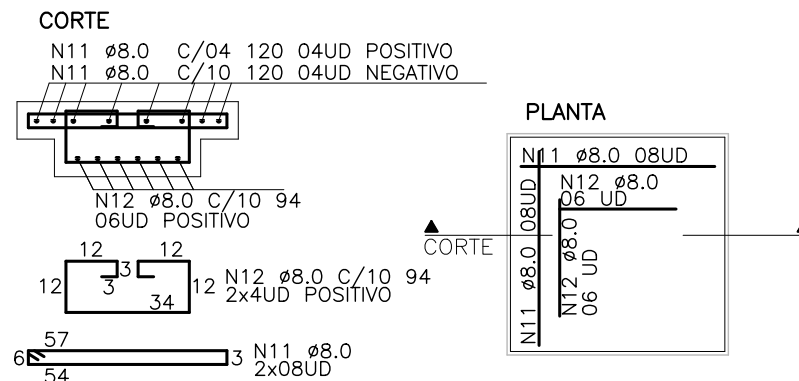 CORTE
N11 ø8.0 C/04 120 04UD POSITIVO
N11 ø8.0 C/10 120 04UD NEGATIVO
N12 ø8.0 C/10 94
06UD POSITIVO
12 12
3
12 3 12
34
N12 ø8.0 C/10 94
2x4UD POSITIVO
57
6 3
54
N11 ø8.0
2x08UD
PLANTA
N11 ø8.0 08UD
N12 ø8.0
06 UD
N11 ø8.0 08UD
N12 ø8.0
06 UD
CORTE